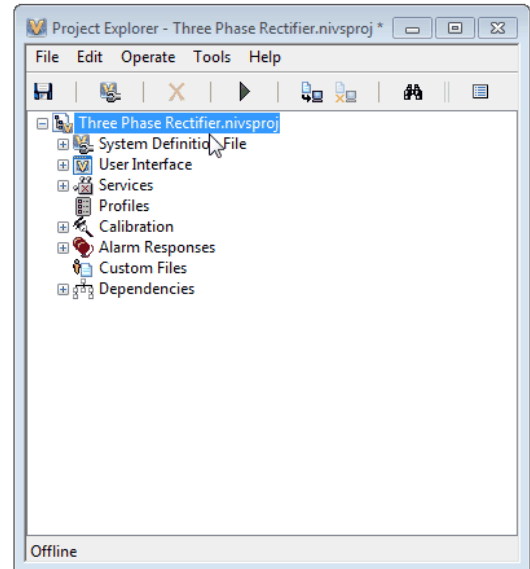 Project Explorer - Three Phase Rectifier.nivsproj *
File Edit Operate Tools Help
Three Phase Rectifier.nivsproj
System Definition File
User Interface
Services
Profiles
Calibration
Alarm Responses
Custom Files
Dependencies
Offline